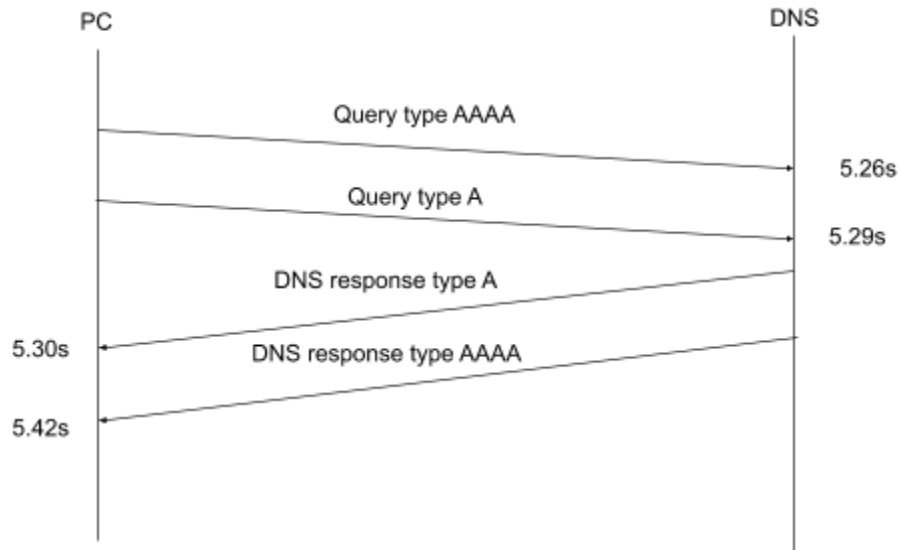 PC
DNS
Query type AAAA
5.26s
Query type A
5.29s
DNS response type A
5.30s
DNS response type AAAA
5.42s